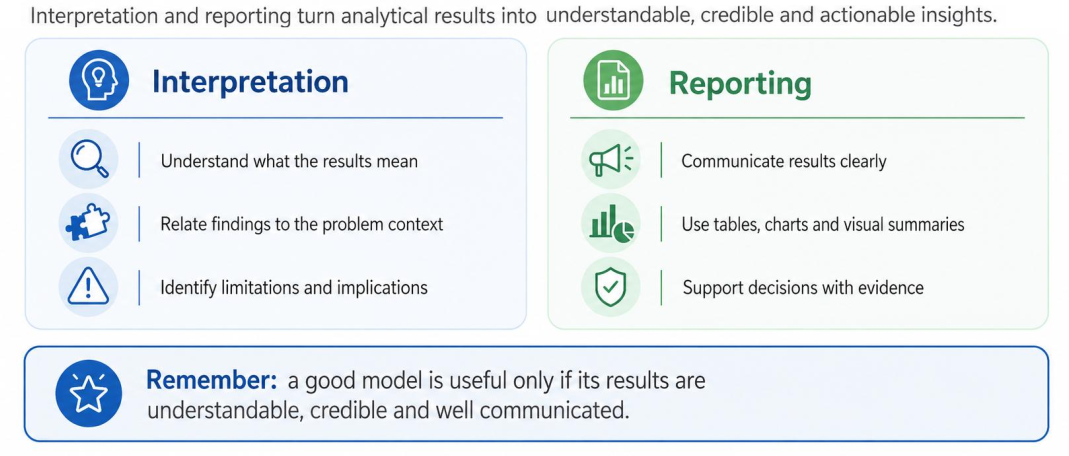 Interpretation and reporting turn analytical results into understandable, credible and actionable insights.
Interpretation
Understand what the results mean
Relate findings to the problem context
Identify limitations and implications
Reporting
Communicate results clearly
Use tables, charts and visual summaries
Support decisions with evidence
Remember: a good model is useful only if its results are
understandable, credible and well communicated.